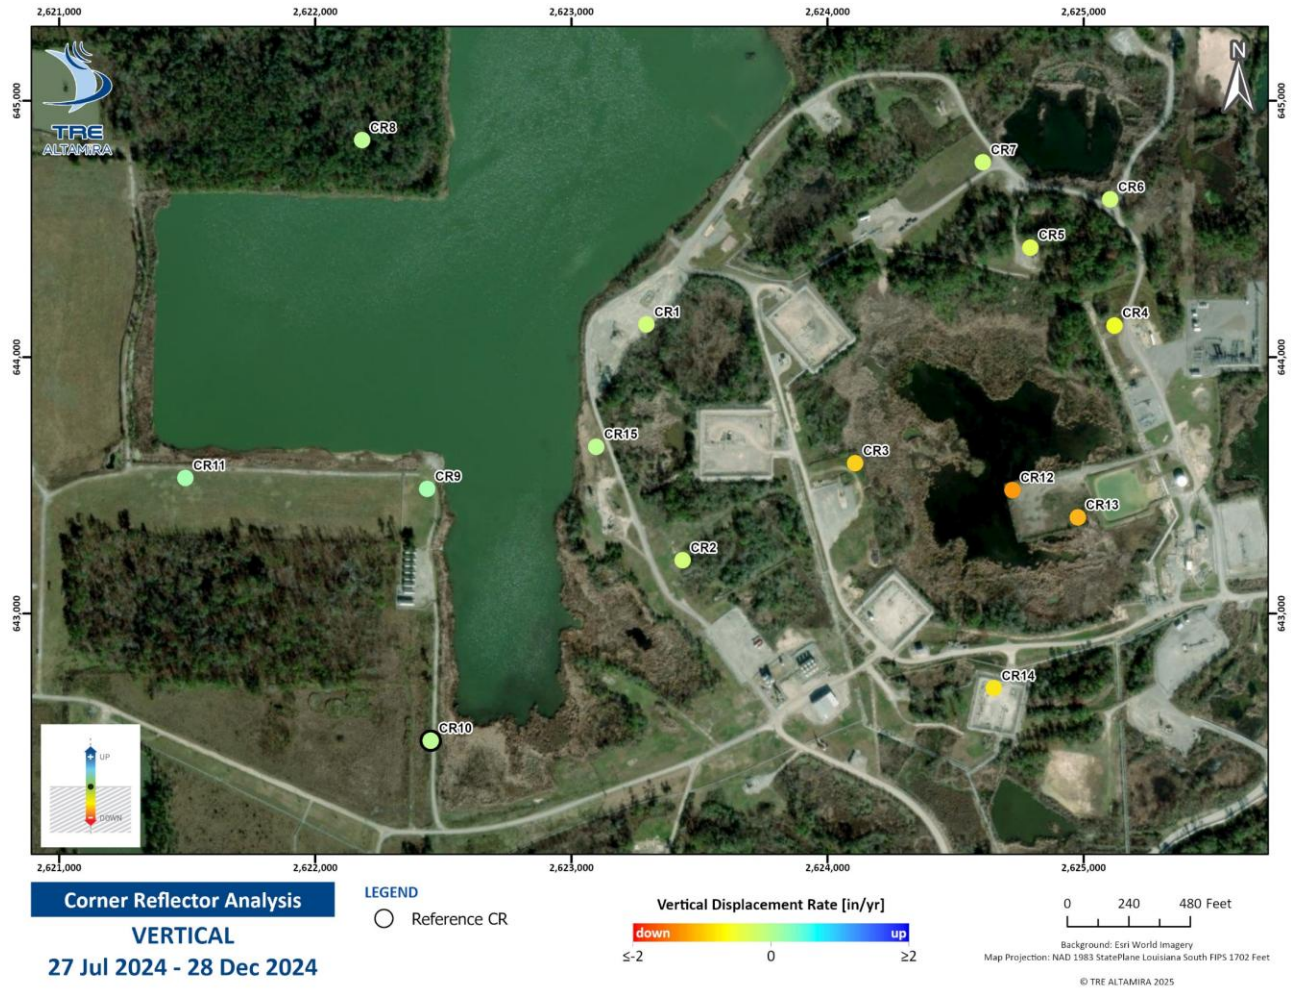 2,621,000 2,622,000 2,623,000 2,624,000 2,625,000
N
TRE
ALTAMIRA
645,000 645,000
CR8
CR7
CR6
CR5
CR1
CR4
644,000 644,000
CR15
CR3
CR11
CR9
CR12
CR13
CR2
643,000 643,000
CR14
CR10
+ UP
- DOWN
2,621,000 2,622,000 2,623,000 2,624,000 2,625,000
Corner Reflector Analysis
VERTICAL
27 Jul 2024 - 28 Dec 2024
LEGEND
Reference CR
Vertical Displacement Rate [in/yr]
down up
≤-2 0 ≥2
0 240 480 Feet
Background: Esri World Imagery
Map Projection: NAD 1983 StatePlane Louisiana South FIPS 1702 Feet
© TRE ALTAMIRA 2025